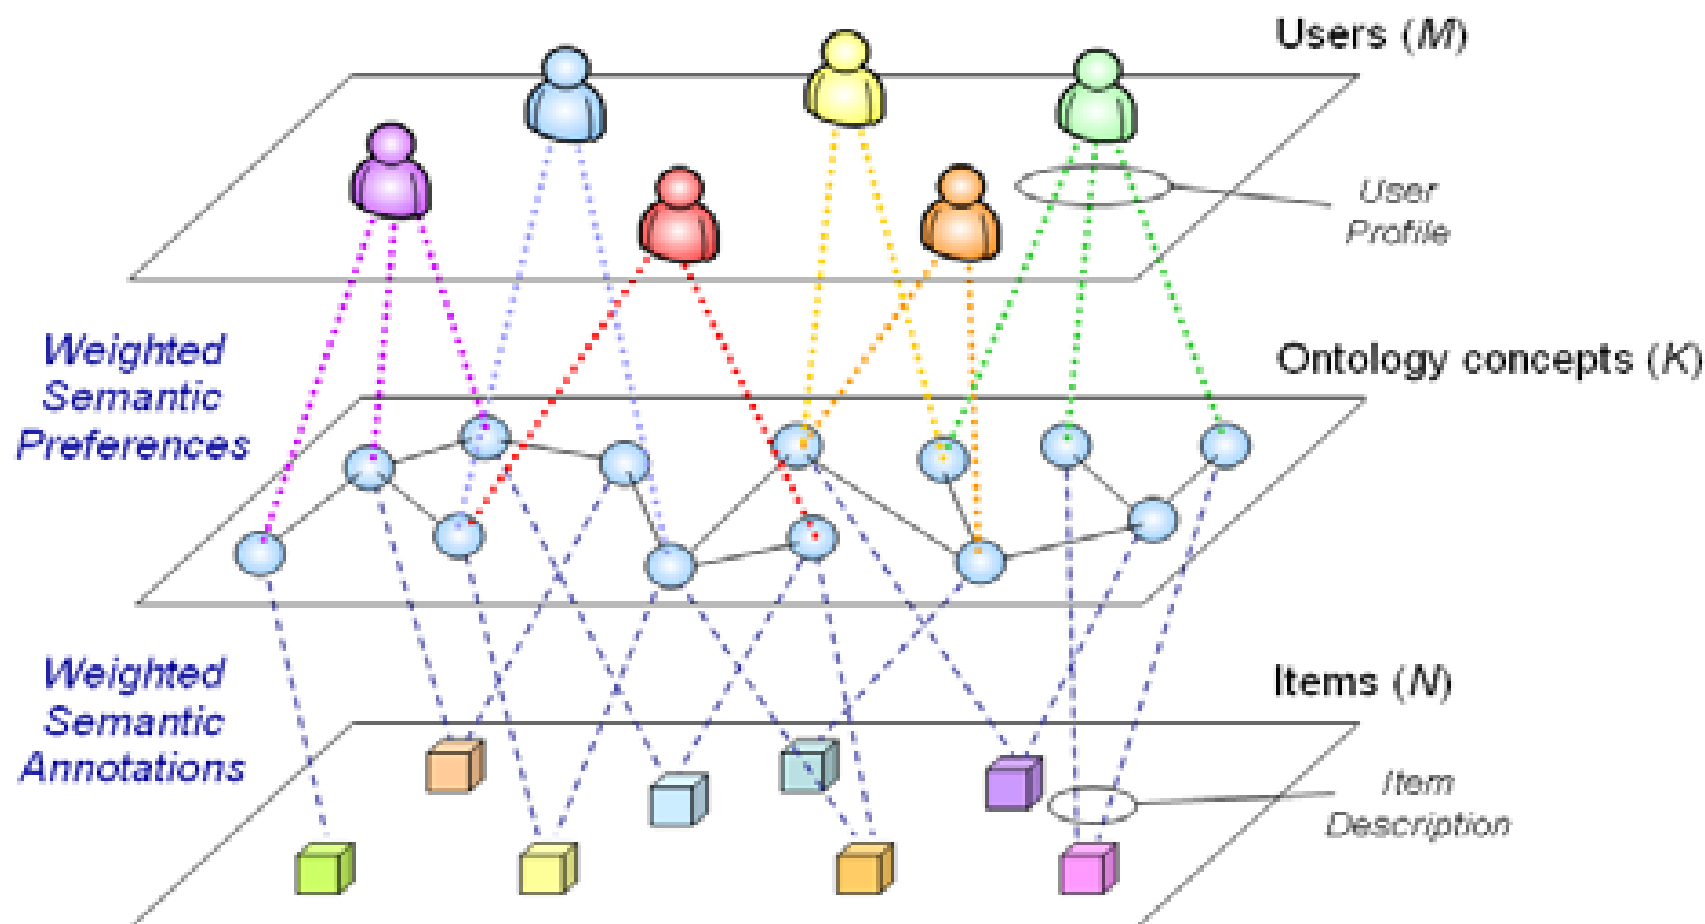 Users (M)
User
Profile
Weighted
Semantic
Preferences
Ontology concepts (K)
Weighted
Semantic
Annotations
Items (N)
Item
Description